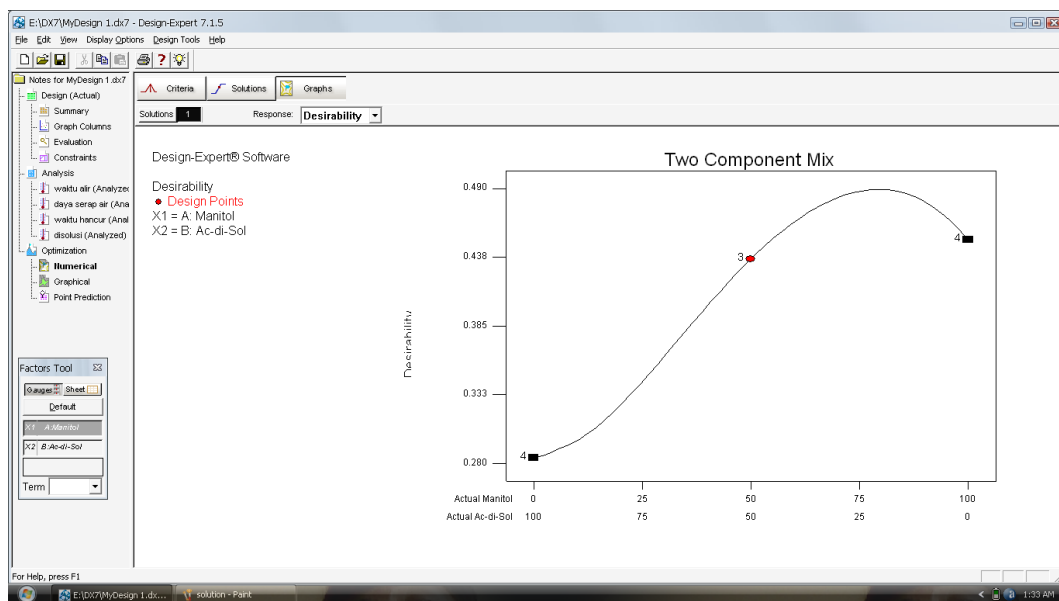 E:\DX7\MyDesign 1.dx7 - Design-Expert 7.1.5
File Edit View Display Options Design Tools Help
Notes for MyDesign 1.dx7
Design (Actual)
Summary
Graph Columns
Evaluation
Constraints
Analysis
waktu alir (Analyzed
daya serap air (Ana
waktu hancur (Anal
disolusi (Analyzed)
Optimization
Numerical
Graphical
Point Prediction
Factors Tool
Gauges Sheet
Default
X1 A:Manitol
X2 B:Ac-di-Sol
Term
Criteria Solutions Graphs
Solutions 1 Response: Desirability
Design-Expert® Software
Desirability
Design Points
X1 = A: Manitol
X2 = B: Ac-di-Sol
Two Component Mix
Desirability
0.490
0.438
0.385
0.333
0.280
4
3
4
Actual Manitol 0 25 50 75 100
Actual Ac-di-Sol 100 75 50 25 0
For Help, press F1
E:\DX7\MyDesign 1.dx... solution - Paint 1:33 AM